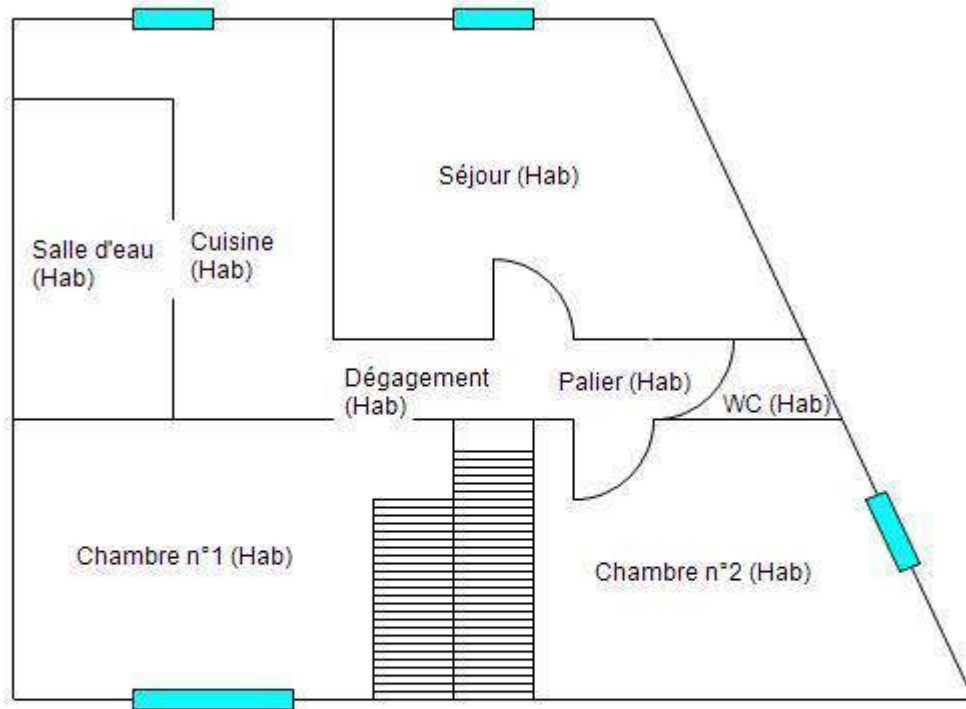 Séjour (Hab)
Salle d'eau
(Hab)
Cuisine
(Hab)
Dégagement
(Hab)
Palier (Hab)
WC (Hab)
Chambre n°1 (Hab)
Chambre n°2 (Hab)